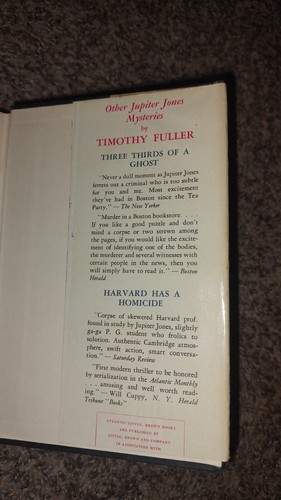 Other Jupiter Jones
Mysteries
by
TIMOTHY FULLER
THREE THIRDS OF A
GHOST
"Never a dull moment as Jupiter Jones
ferrets out a criminal who is too subtle
for you and me. Most excitement
they've had in Boston since the Tea
Party." — The New Yorker
"Murder in a Boston bookstore. . . .
If you like a good puzzle and don't
mind a corpse or two strewn among
the pages, if you would like the excite-
ment of identifying one of the bodies,
the murderer and several witnesses with
certain people in the news, then you
will simply have to read it." — Boston
Herald
HARVARD HAS A
HOMICIDE
"Corpse of skewered Harvard prof.
found in study by Jupiter Jones, slightly
ga-ga P. G. student who frolics to
solution. Authentic Cambridge atmos-
phere, swift action, smart conversa-
tion." — Saturday Review
"First modern thriller to be honored
by serialization in the Atlantic Monthly
. . . amusing and well worth read-
ing." — Will Cuppy, N. Y. Herald
Tribune "Books"
ATLANTIC-LITTLE, BROWN BOOKS
ARE PUBLISHED BY
LITTLE, BROWN AND COMPANY
IN ASSOCIATION WITH